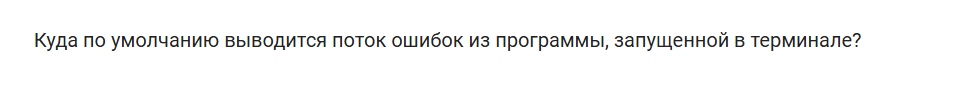 Куда по умолчанию выводится поток ошибок из программы, запущенной в терминале?